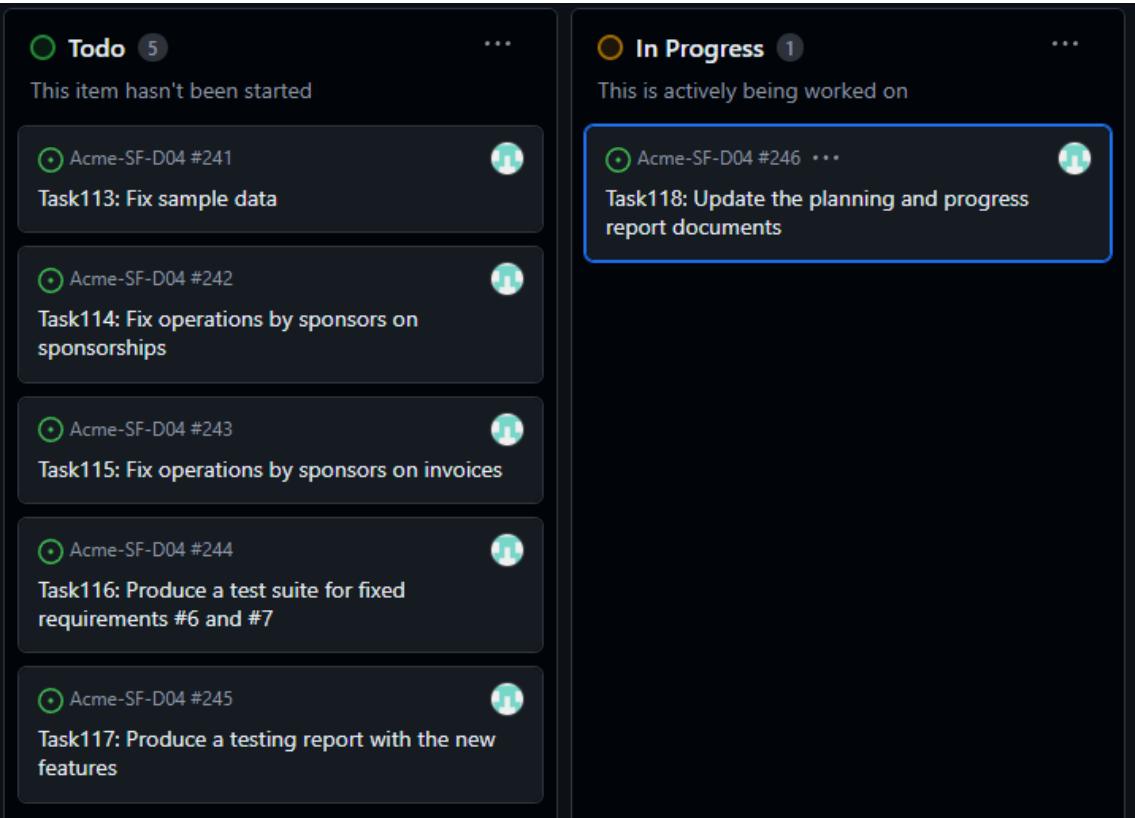 Todo 5
This item hasn't been started
Acme-SF-D04 #241
Task113: Fix sample data
Acme-SF-D04 #242
Task114: Fix operations by sponsors on
sponsorships
Acme-SF-D04 #243
Task115: Fix operations by sponsors on invoices
Acme-SF-D04 #244
Task116: Produce a test suite for fixed
requirements #6 and #7
Acme-SF-D04 #245
Task117: Produce a testing report with the new
features
In Progress 1
This is actively being worked on
Acme-SF-D04 #246
Task118: Update the planning and progress
report documents